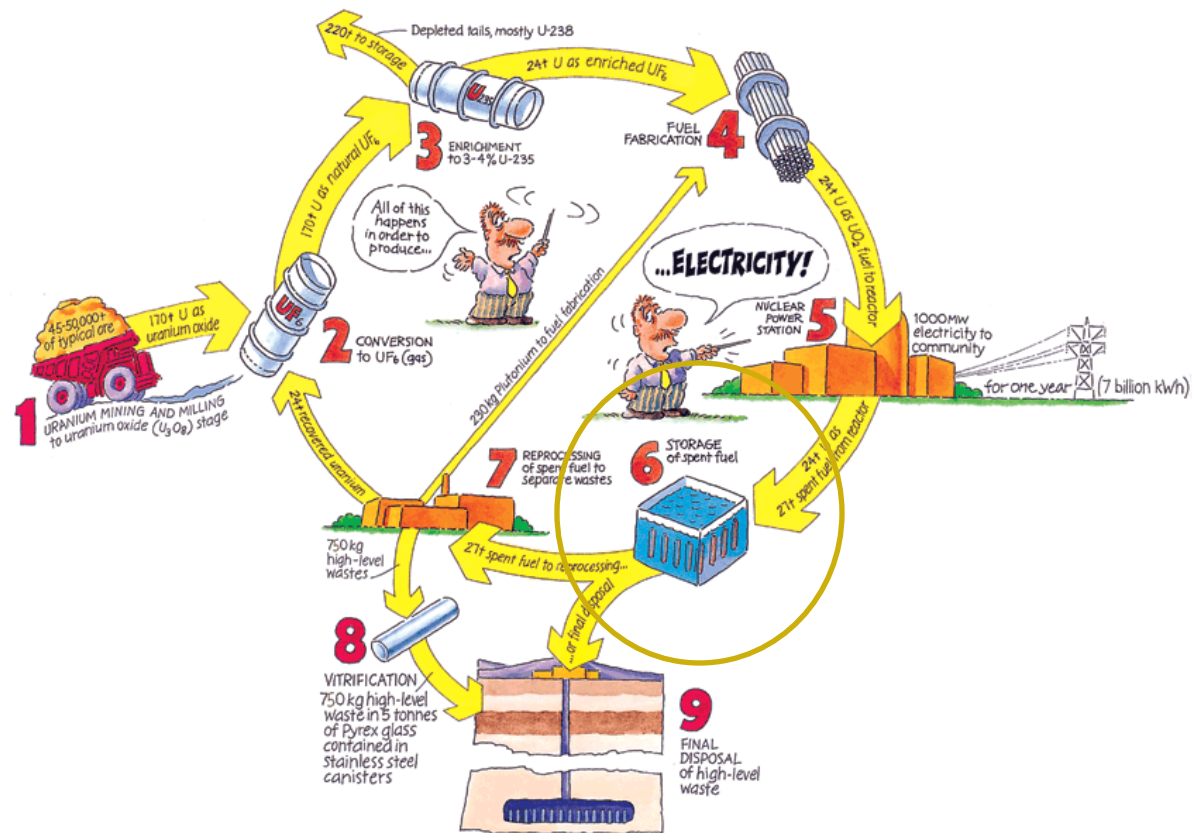 220t to storage
Depleted tails, mostly U-238
24t U as enriched UF₆
U235
3
ENRICHMENT
to 3-4% U-235
FUEL
FABRICATION
4
170t U as natural UF₆
All of this
happens
in order to
produce...
24t U as UO₂ fuel to reactor
...ELECTRICITY!
NUCLEAR
POWER
STATION
5
1000MW
electricity to
community
for one year
(7 billion kWh)
45-50,000t
of typical ore
170t U as
uranium oxide
UF₆
2
CONVERSION
to UF₆ (gas)
1
URANIUM MINING AND MILLING
to uranium oxide (U₃O₈) stage
230kg Plutonium to fuel fabrication
24t recovered uranium
24t U as
27t spent fuel from reactor
7
REPROCESSING
of spent fuel to
separate wastes
6
STORAGE
of spent fuel
750kg
high-level
wastes
27t spent fuel to reprocessing...
...or final disposal
8
VITRIFICATION
750kg high-level
waste in 5 tonnes
of Pyrex glass
contained in
stainless steel
canisters
9
FINAL
DISPOSAL
of high-level
waste